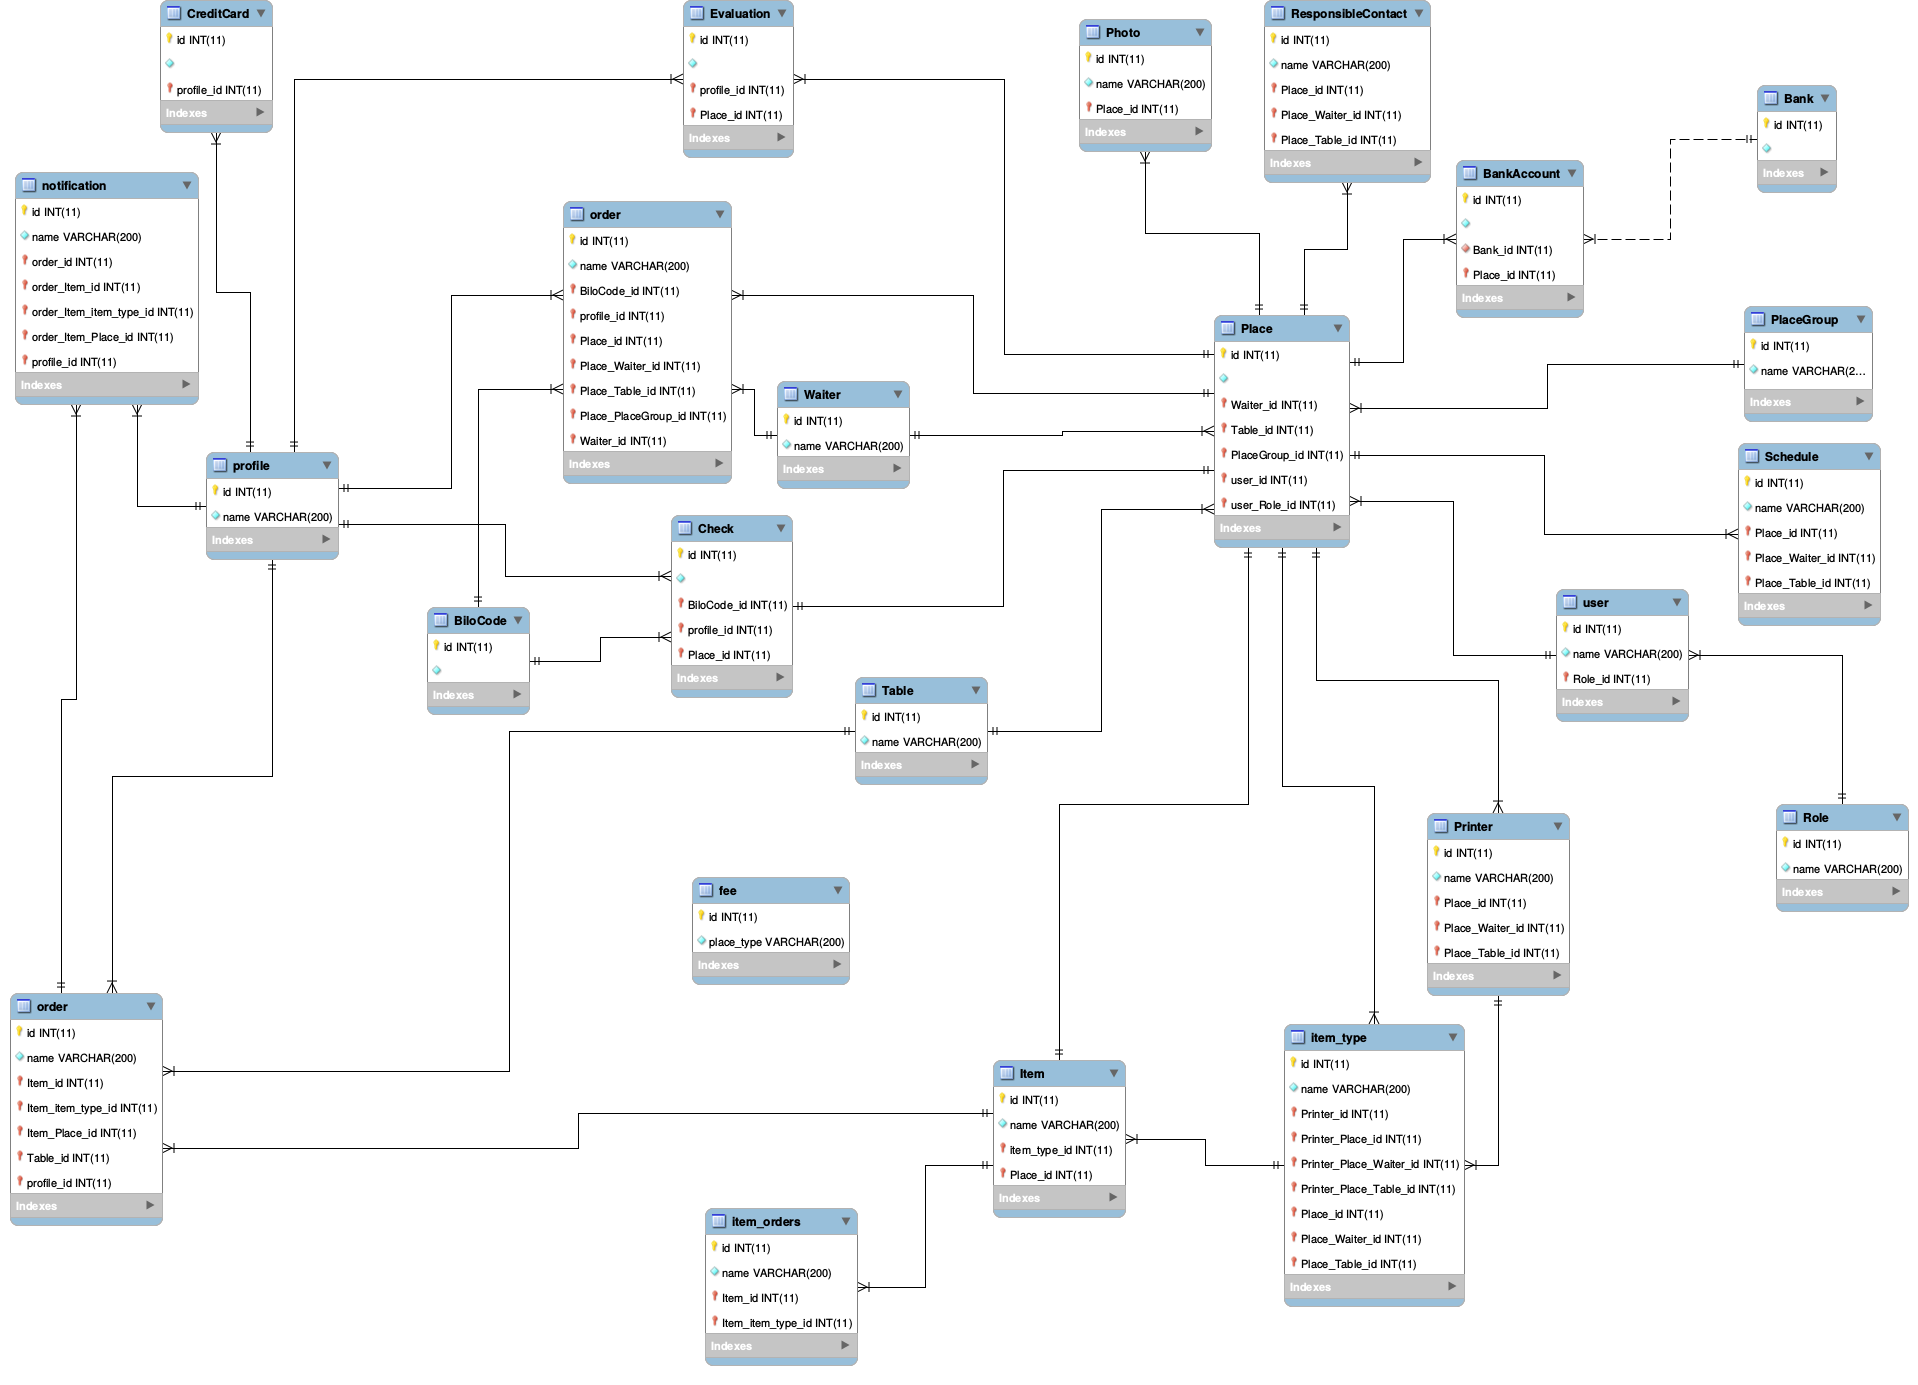 CreditCard
id INT(11)
profile_id INT(11)
Indexes
Evaluation
id INT(11)
profile_id INT(11)
Place_id INT(11)
Indexes
Photo
id INT(11)
name VARCHAR(200)
Place_id INT(11)
Indexes
ResponsibleContact
id INT(11)
name VARCHAR(200)
Place_id INT(11)
Place_Waiter_id INT(11)
Place_Table_id INT(11)
Indexes
Bank
id INT(11)
Indexes
BankAccount
id INT(11)
Bank_id INT(11)
Place_id INT(11)
Indexes
notification
id INT(11)
name VARCHAR(200)
order_id INT(11)
order_Item_id INT(11)
order_Item_item_type_id INT(11)
order_Item_Place_id INT(11)
profile_id INT(11)
Indexes
order
id INT(11)
name VARCHAR(200)
BiloCode_id INT(11)
profile_id INT(11)
Place_id INT(11)
Place_Waiter_id INT(11)
Place_Table_id INT(11)
Place_PlaceGroup_id INT(11)
Waiter_id INT(11)
Indexes
Waiter
id INT(11)
name VARCHAR(200)
Indexes
Place
id INT(11)
Waiter_id INT(11)
Table_id INT(11)
PlaceGroup_id INT(11)
user_id INT(11)
user_Role_id INT(11)
Indexes
PlaceGroup
id INT(11)
name VARCHAR(2...
Indexes
Schedule
id INT(11)
name VARCHAR(200)
Place_id INT(11)
Place_Waiter_id INT(11)
Place_Table_id INT(11)
Indexes
profile
id INT(11)
name VARCHAR(200)
Indexes
Check
id INT(11)
BiloCode_id INT(11)
profile_id INT(11)
Place_id INT(11)
Indexes
BiloCode
id INT(11)
Indexes
user
id INT(11)
name VARCHAR(200)
Role_id INT(11)
Indexes
Table
id INT(11)
name VARCHAR(200)
Indexes
Printer
id INT(11)
name VARCHAR(200)
Place_id INT(11)
Place_Waiter_id INT(11)
Place_Table_id INT(11)
Indexes
Role
id INT(11)
name VARCHAR(200)
Indexes
fee
id INT(11)
place_type VARCHAR(200)
Indexes
order
id INT(11)
name VARCHAR(200)
Item_id INT(11)
Item_item_type_id INT(11)
Item_Place_id INT(11)
Table_id INT(11)
profile_id INT(11)
Indexes
Item
id INT(11)
name VARCHAR(200)
item_type_id INT(11)
Place_id INT(11)
Indexes
item_type
id INT(11)
name VARCHAR(200)
Printer_id INT(11)
Printer_Place_id INT(11)
Printer_Place_Waiter_id INT(11)
Printer_Place_Table_id INT(11)
Place_id INT(11)
Place_Waiter_id INT(11)
Place_Table_id INT(11)
Indexes
item_orders
id INT(11)
name VARCHAR(200)
Item_id INT(11)
Item_item_type_id INT(11)
Indexes